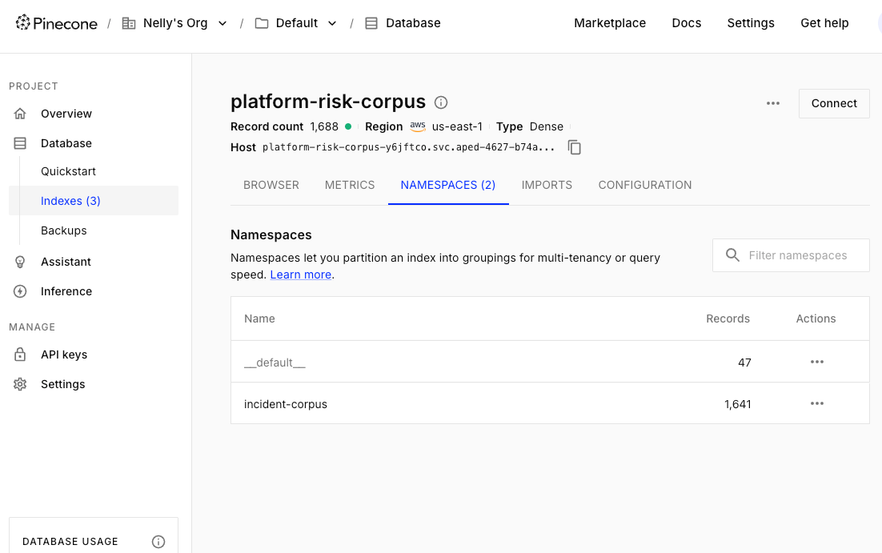 Pinecone / Nelly's Org / Default / Database Marketplace Docs Settings Get help
PROJECT
Overview
Database
Quickstart
Indexes (3)
Backups
Assistant
Inference
MANAGE
API keys
Settings
DATABASE USAGE
platform-risk-corpus
Connect
Record count 1,688 Region aws us-east-1 Type Dense
Host platform-risk-corpus-y6jftco.svc.aped-4627-b74a...
BROWSER METRICS NAMESPACES (2) IMPORTS CONFIGURATION
Namespaces
Namespaces let you partition an index into groupings for multi-tenancy or query
speed. Learn more.
Filter namespaces
Name Records Actions
__default__ 47
incident-corpus 1,641